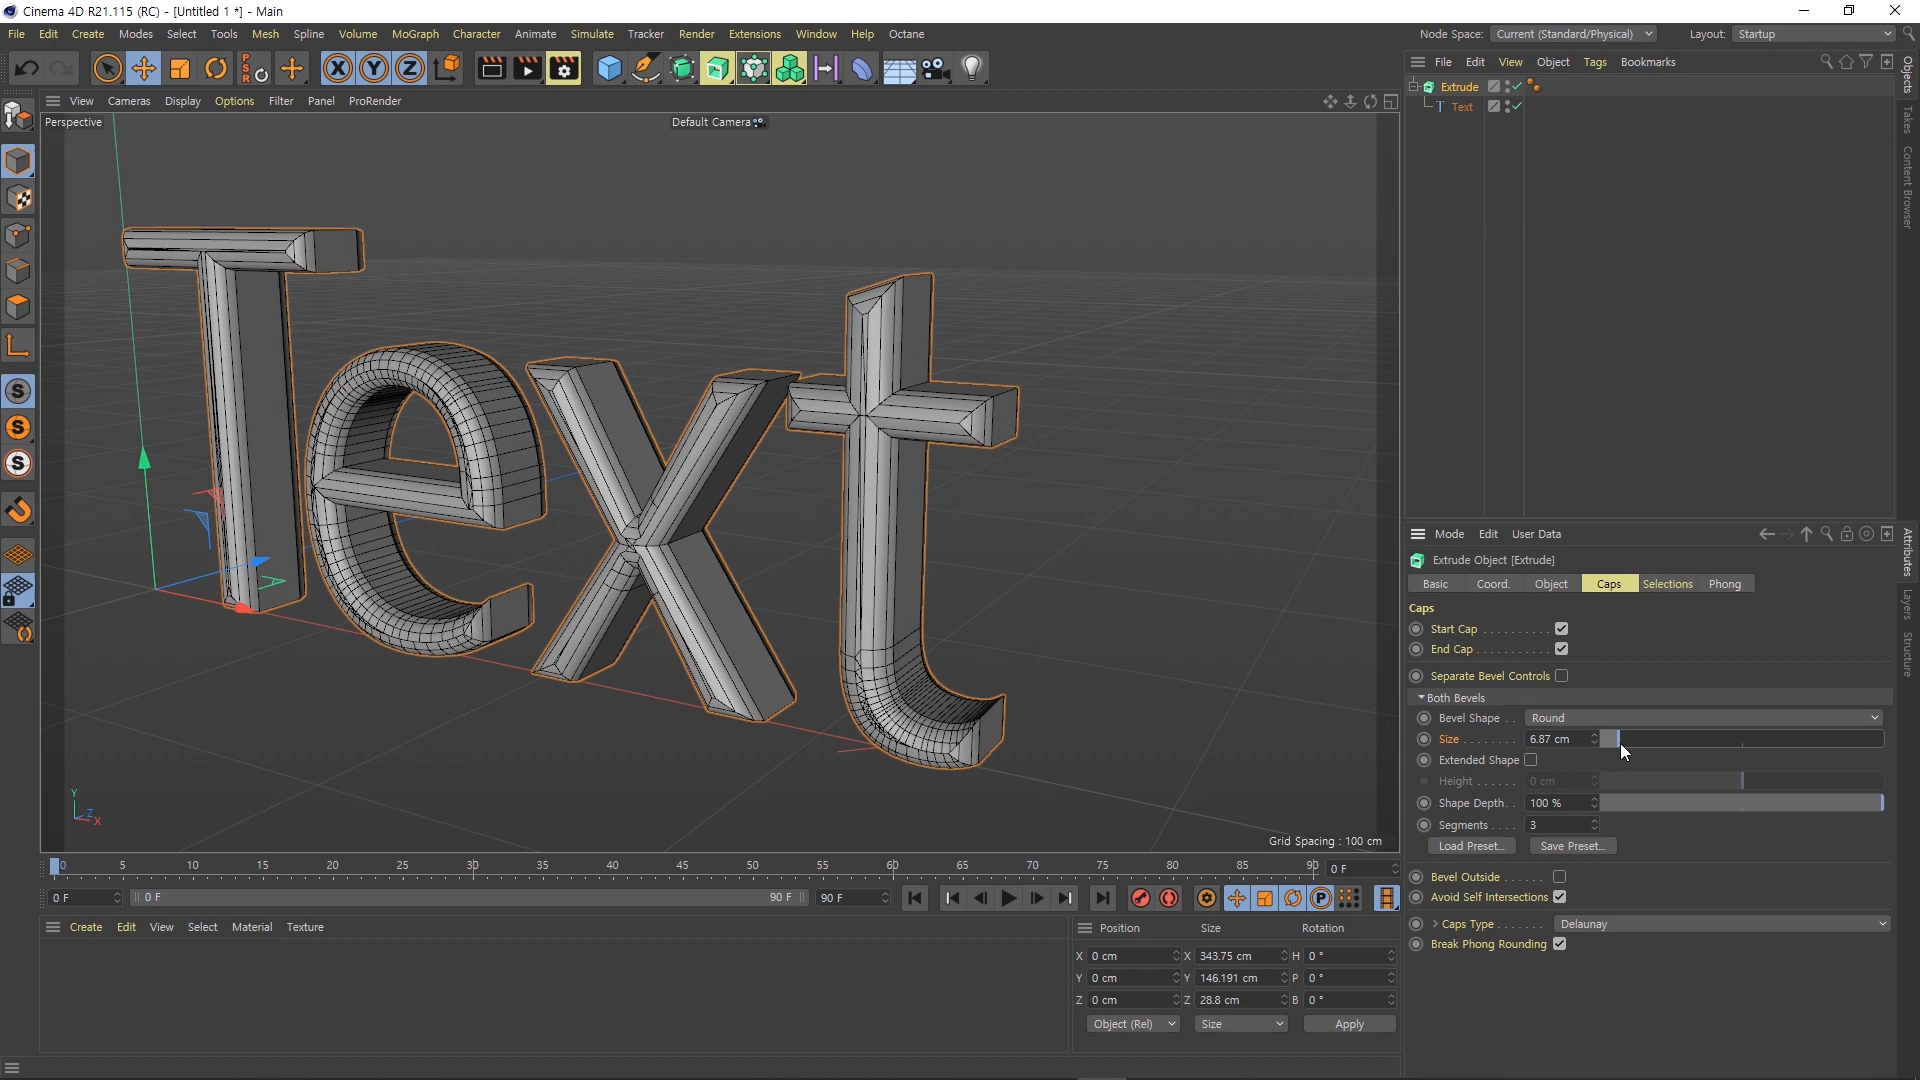 Cinema 4D R21.115 (RC) - [Untitled 1 *] - Main
File Edit Create Modes Select Tools Mesh Spline Volume MoGraph Character Animate Simulate Tracker Render Extensions Window Help Octane
Node Space: Current (Standard/Physical) Layout: Startup
PSR X Y Z
File Edit View Object Tags Bookmarks
Objects
Takes
Content Browser
Extrude
T Text
View Cameras Display Options Filter Panel ProRender
Perspective
Default Camera
S
S
S
Text
Y
Z
X
Grid Spacing : 100 cm
Mode Edit User Data
Attributes
Layers
Structure
Extrude Object [Extrude]
Basic Coord. Object Caps Selections Phong
Caps
Start Cap
End Cap
Separate Bevel Controls
Both Bevels
Bevel Shape Round
Size 6.87 cm
Extended Shape
Height 0 cm
Shape Depth 100 %
Segments 3
Load Preset... Save Preset...
Bevel Outside
Avoid Self Intersections
Caps Type Delaunay
Break Phong Rounding
0 5 10 15 20 25 30 35 40 45 50 55 60 65 70 75 80 85 90 0 F
0 F 0 F 90 F 90 F P
Create Edit View Select Material Texture
Position Size Rotation
X 0 cm X 343.75 cm H 0 °
Y 0 cm Y 146.191 cm P 0 °
Z 0 cm Z 28.8 cm B 0 °
Object (Rel) Size Apply